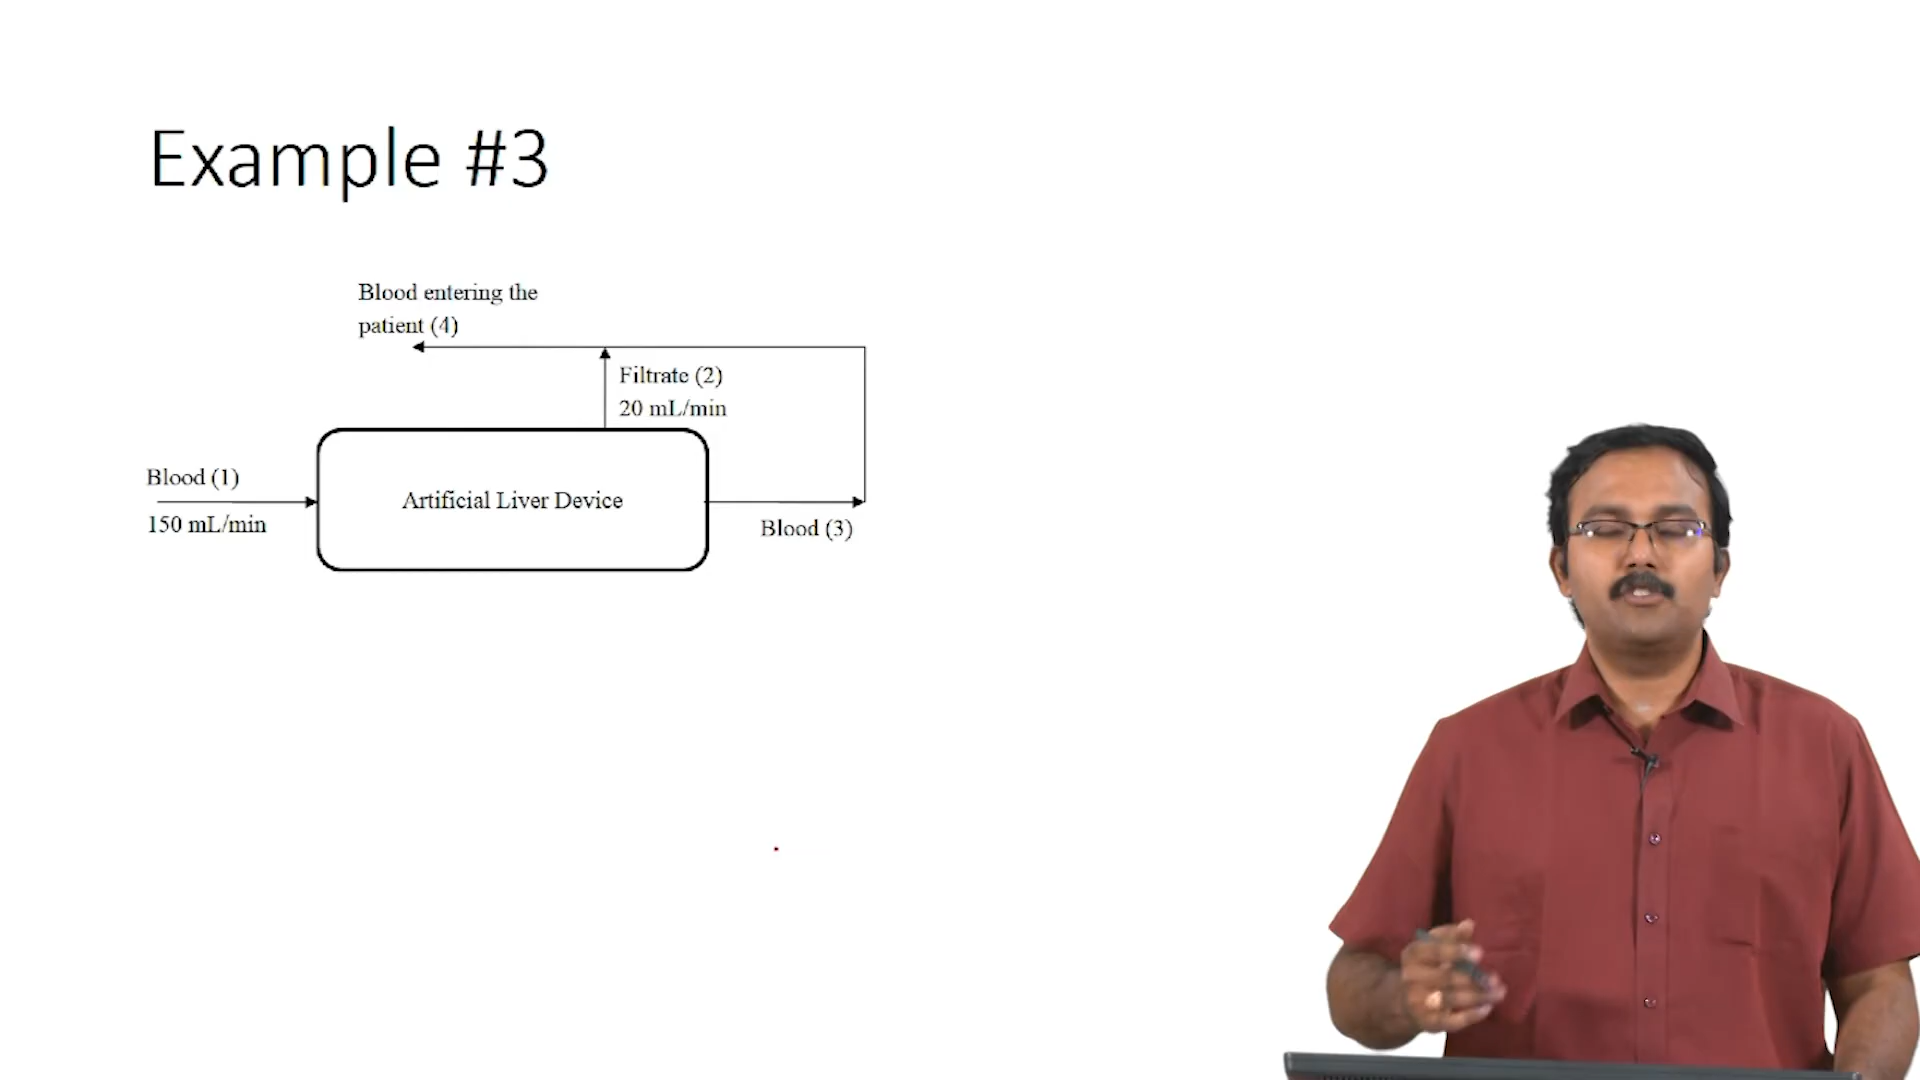 Example #3
Blood entering the
patient (4)
Filtrate (2)
20 mL/min
Blood (1)
150 mL/min
Artificial Liver Device
Blood (3)